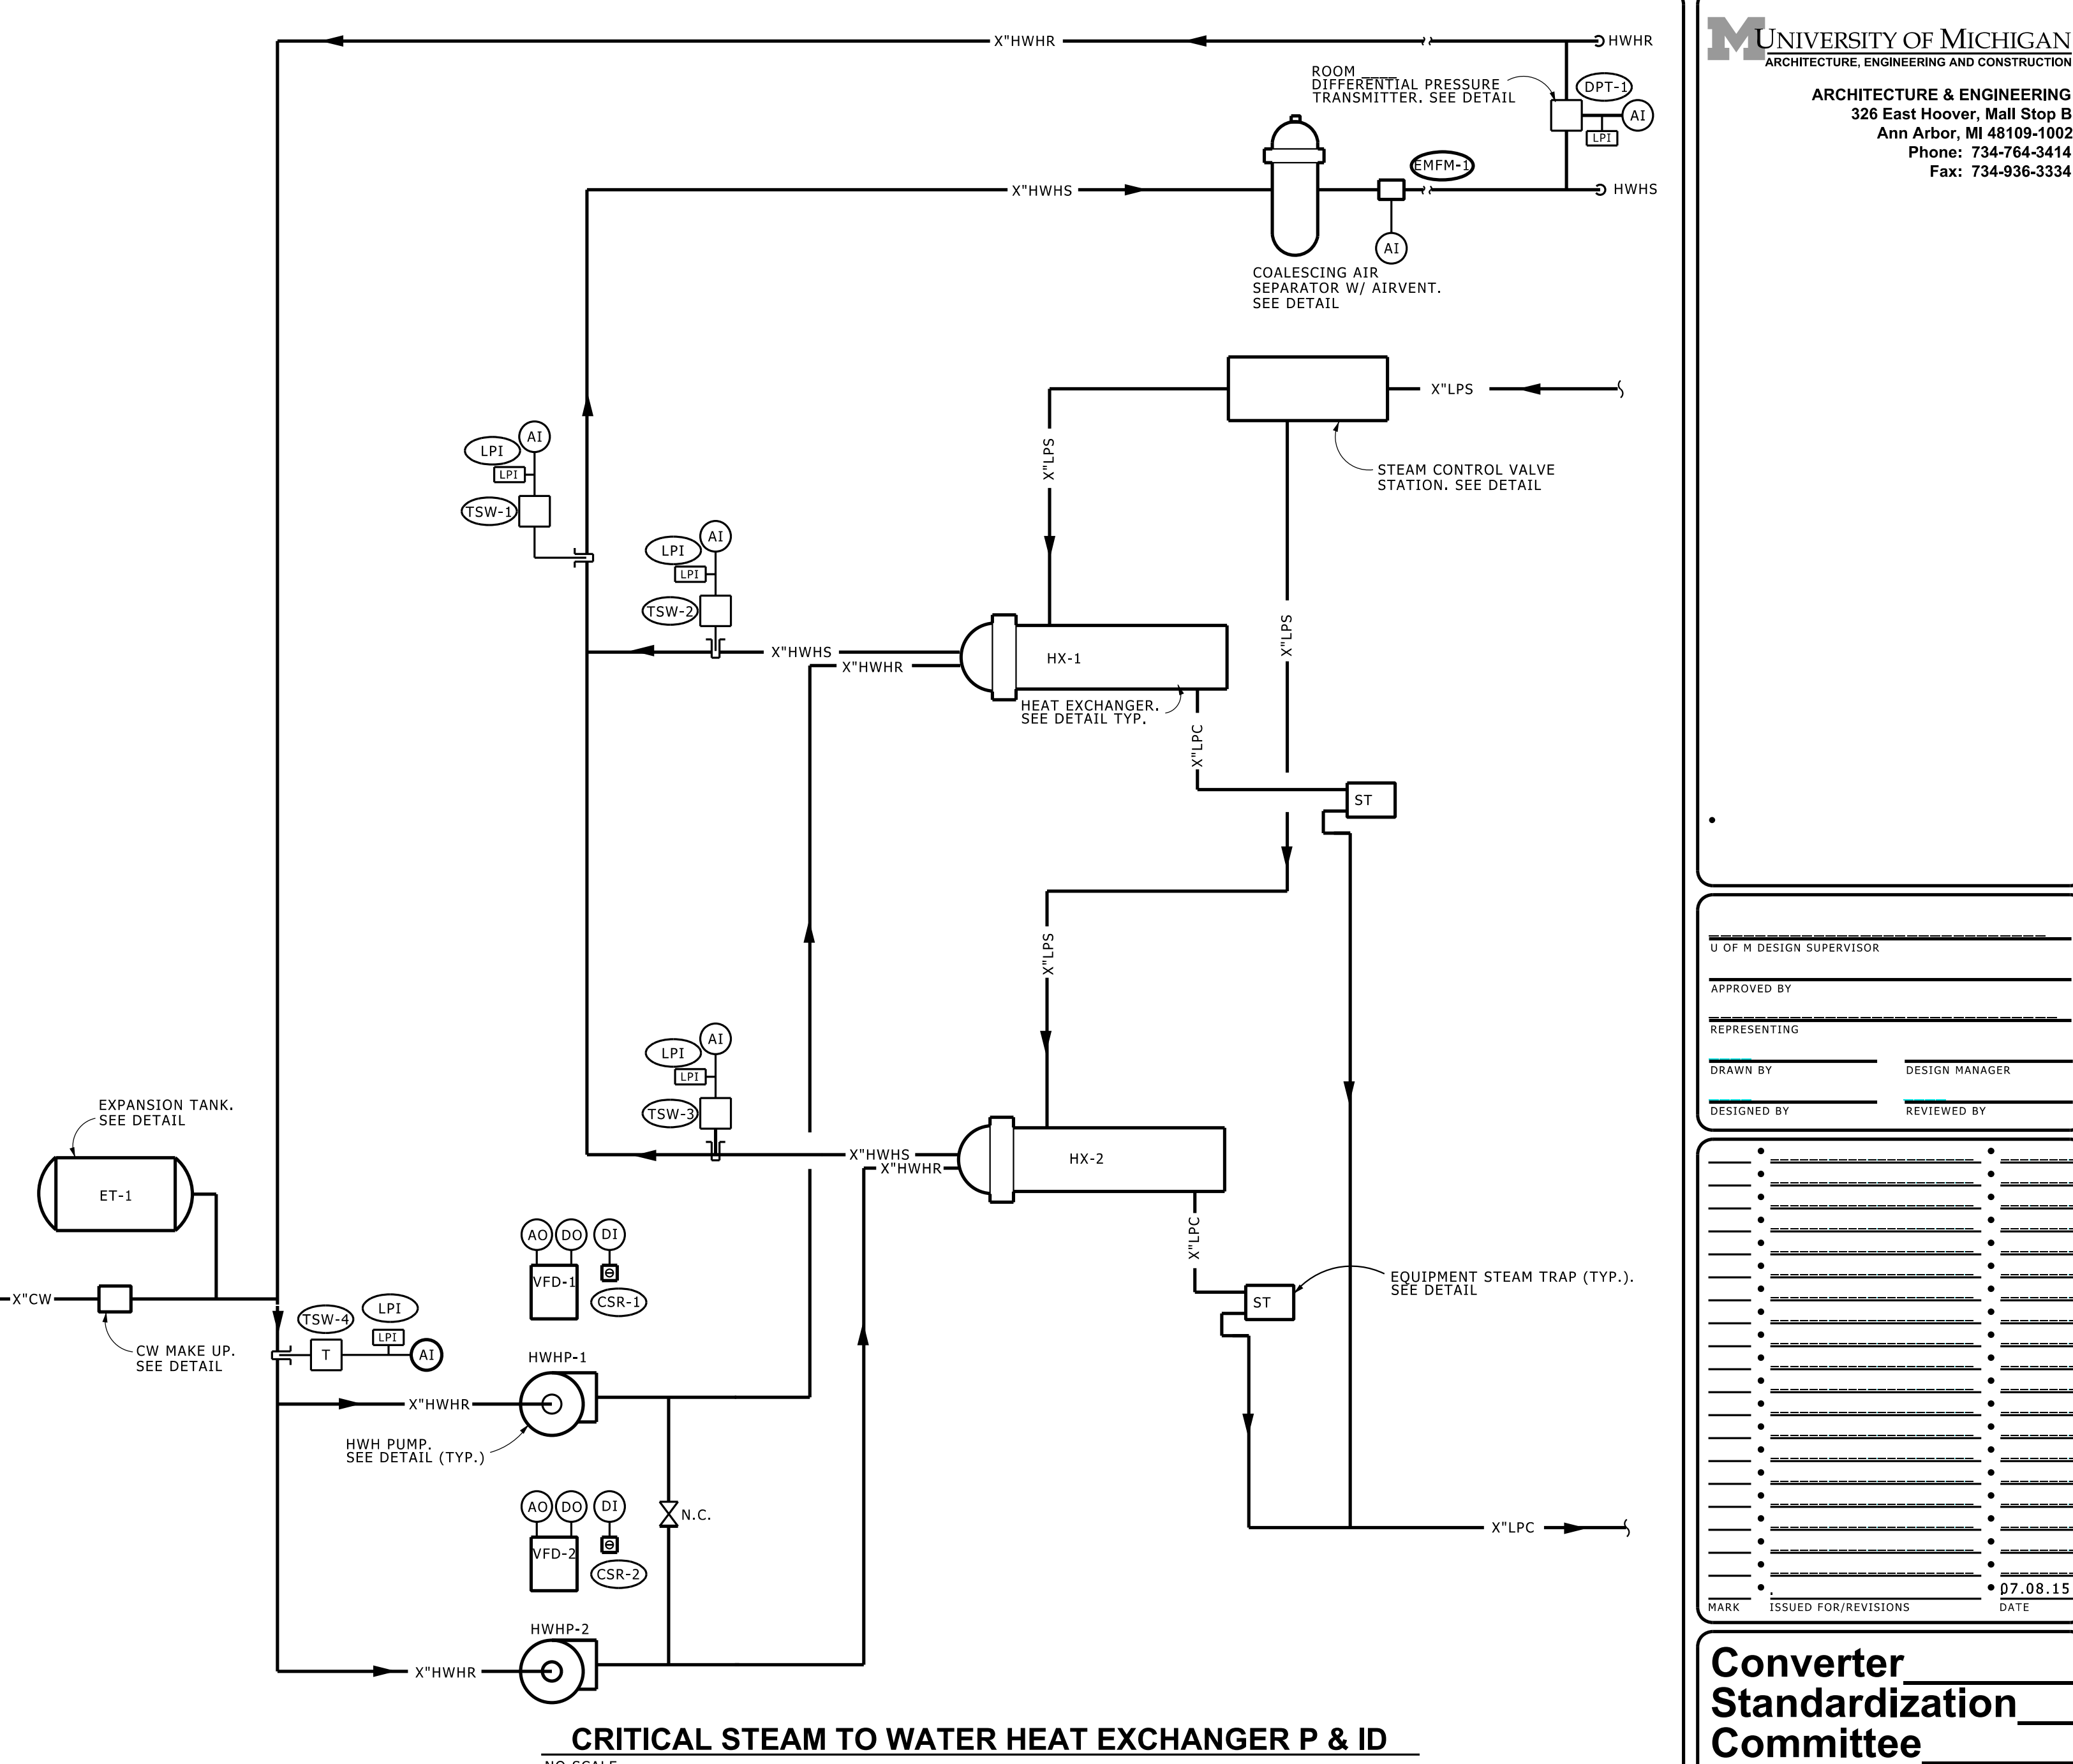 X"HWHR
HWHR
ROOM ____
DIFFERENTIAL PRESSURE
TRANSMITTER. SEE DETAIL
DPT-1
AI
LPI
EMFM-1
X"HWHS
HWHS
AI
COALESCING AIR
SEPARATOR W/ AIRVENT.
SEE DETAIL
X"LPS
X"LPS
STEAM CONTROL VALVE
STATION. SEE DETAIL
LPI
AI
LPI
TSW-1
LPI
AI
LPI
TSW-2
X"HWHS
X"HWHR
HX-1
X"LPS
HEAT EXCHANGER.
SEE DETAIL TYP.
X"LPC
ST
X"LPS
LPI
AI
LPI
TSW-3
X"HWHS
X"HWHR
HX-2
X"LPC
EXPANSION TANK.
SEE DETAIL
ET-1
X"CW
CW MAKE UP.
SEE DETAIL
TSW-4
LPI
LPI
T
AI
AO
DO
DI
VFD-1
CSR-1
HWHP-1
X"HWHR
HWH PUMP.
SEE DETAIL (TYP.)
EQUIPMENT STEAM TRAP (TYP.).
SEE DETAIL
ST
AO
DO
DI
VFD-2
CSR-2
N.C.
X"LPC
HWHP-2
X"HWHR
CRITICAL STEAM TO WATER HEAT EXCHANGER P & ID
NO SCALE
M UNIVERSITY OF MICHIGAN
ARCHITECTURE, ENGINEERING AND CONSTRUCTION
ARCHITECTURE & ENGINEERING
326 East Hoover, Mall Stop B
Ann Arbor, MI 48109-1002
Phone: 734-764-3414
Fax: 734-936-3334
U OF M DESIGN SUPERVISOR
APPROVED BY
REPRESENTING
DRAWN BY
DESIGN MANAGER
DESIGNED BY
REVIEWED BY
07.08.15
MARK
ISSUED FOR/REVISIONS
DATE
Converter
Standardization
Committee